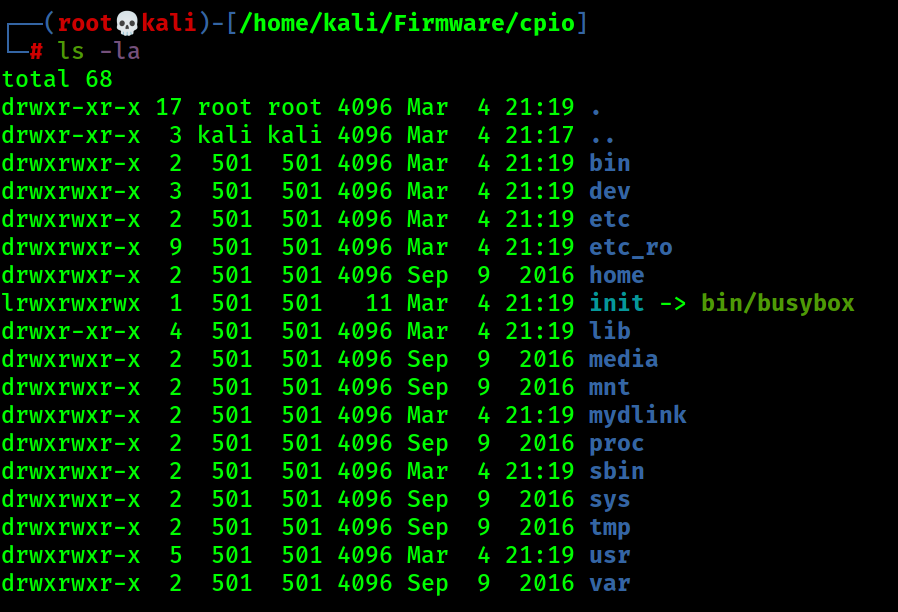 ┌──(root💀kali)-[/home/kali/Firmware/cpio]
└─# ls -la
total 68
drwxr-xr-x 17 root root 4096 Mar  4 21:19 .
drwxr-xr-x  3 kali kali 4096 Mar  4 21:17 ..
drwxrwxr-x  2  501  501 4096 Mar  4 21:19 bin
drwxrwxr-x  3  501  501 4096 Mar  4 21:19 dev
drwxrwxr-x  2  501  501 4096 Mar  4 21:19 etc
drwxrwxr-x  9  501  501 4096 Mar  4 21:19 etc_ro
drwxrwxr-x  2  501  501 4096 Sep  9  2016 home
lrwxrwxrwx  1  501  501   11 Mar  4 21:19 init -> bin/busybox
drwxr-xr-x  4  501  501 4096 Mar  4 21:19 lib
drwxrwxr-x  2  501  501 4096 Sep  9  2016 media
drwxrwxr-x  2  501  501 4096 Sep  9  2016 mnt
drwxrwxr-x  2  501  501 4096 Mar  4 21:19 mydlink
drwxrwxr-x  2  501  501 4096 Sep  9  2016 proc
drwxrwxr-x  2  501  501 4096 Mar  4 21:19 sbin
drwxrwxr-x  2  501  501 4096 Sep  9  2016 sys
drwxrwxr-x  2  501  501 4096 Sep  9  2016 tmp
drwxrwxr-x  5  501  501 4096 Mar  4 21:19 usr
drwxrwxr-x  2  501  501 4096 Sep  9  2016 var